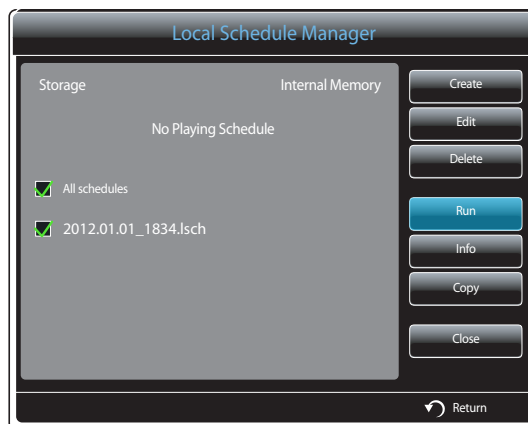 Local Schedule Manager
Storage Internal Memory
No Playing Schedule
All schedules
2012.01.01_1834.lsch
Create
Edit
Delete
Run
Info
Copy
Close
Return